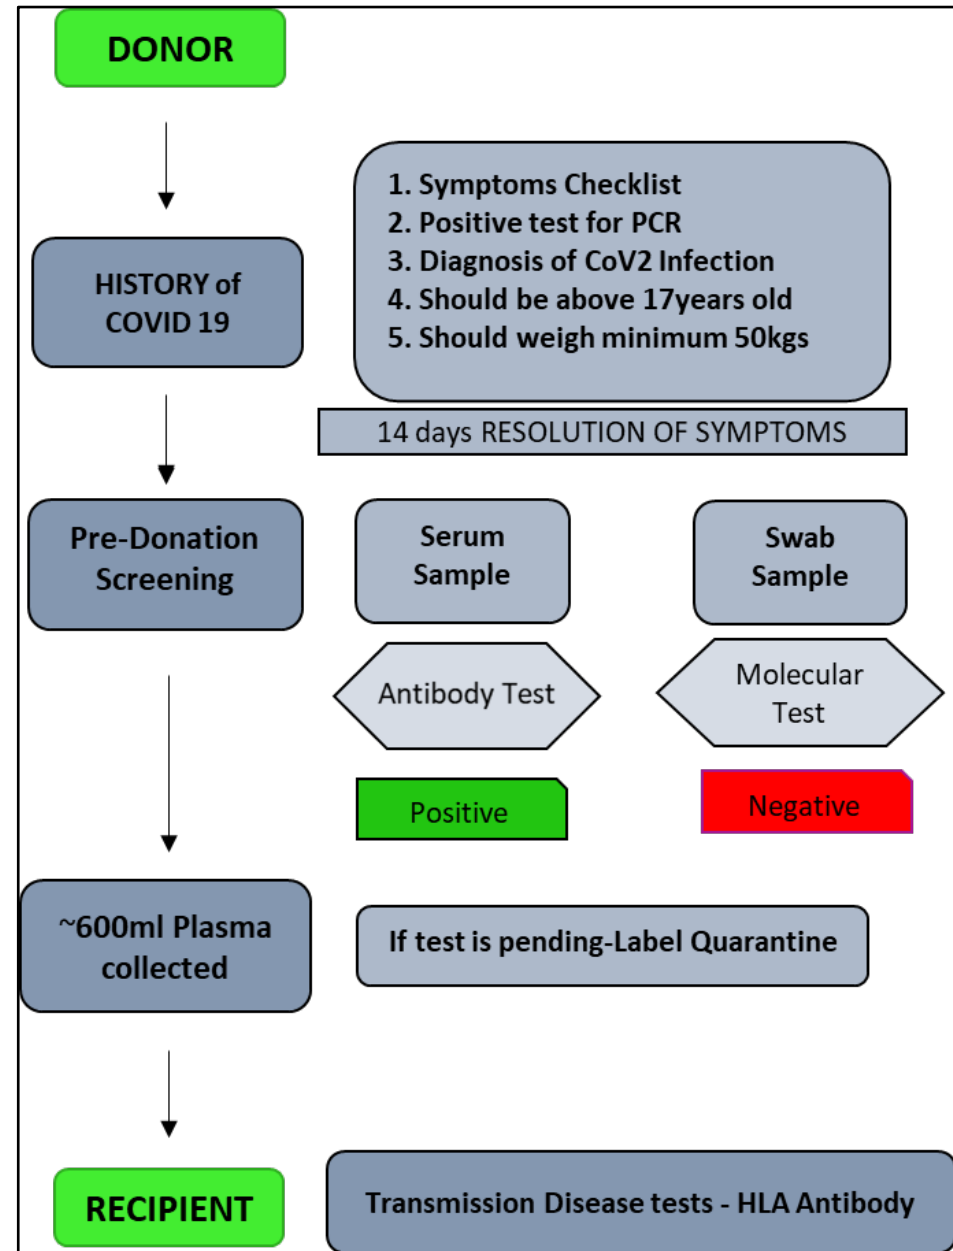 DONOR
HISTORY of
COVID 19
1. Symptoms Checklist
2. Positive test for PCR
3. Diagnosis of CoV2 Infection
4. Should be above 17years old
5. Should weigh minimum 50kgs
14 days RESOLUTION OF SYMPTOMS
Pre-Donation
Screening
Serum
Sample
Swab
Sample
Antibody Test
Molecular
Test
Positive
Negative
~600ml Plasma
collected
If test is pending-Label Quarantine
RECIPIENT
Transmission Disease tests - HLA Antibody